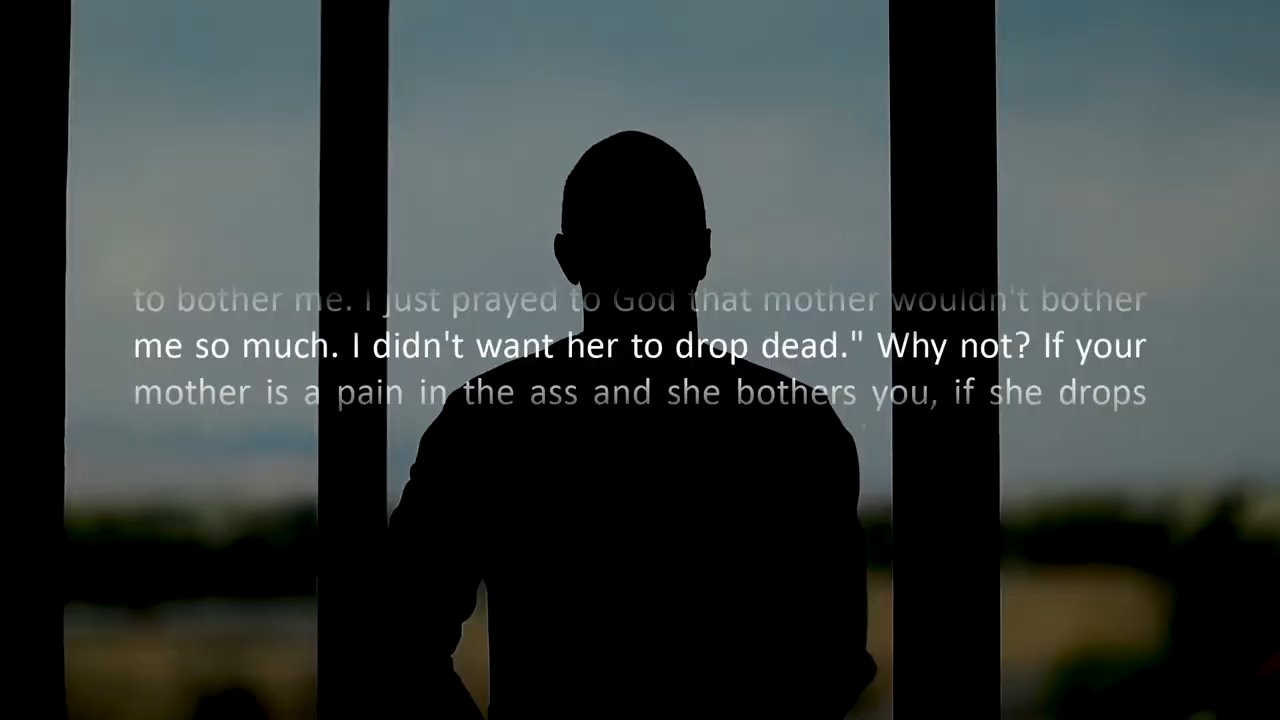 to bother me. I just prayed to God that mother wouldn't bother
me so much. I didn't want her to drop dead." Why not? If your
mother is a pain in the ass and she bothers you, if she drops